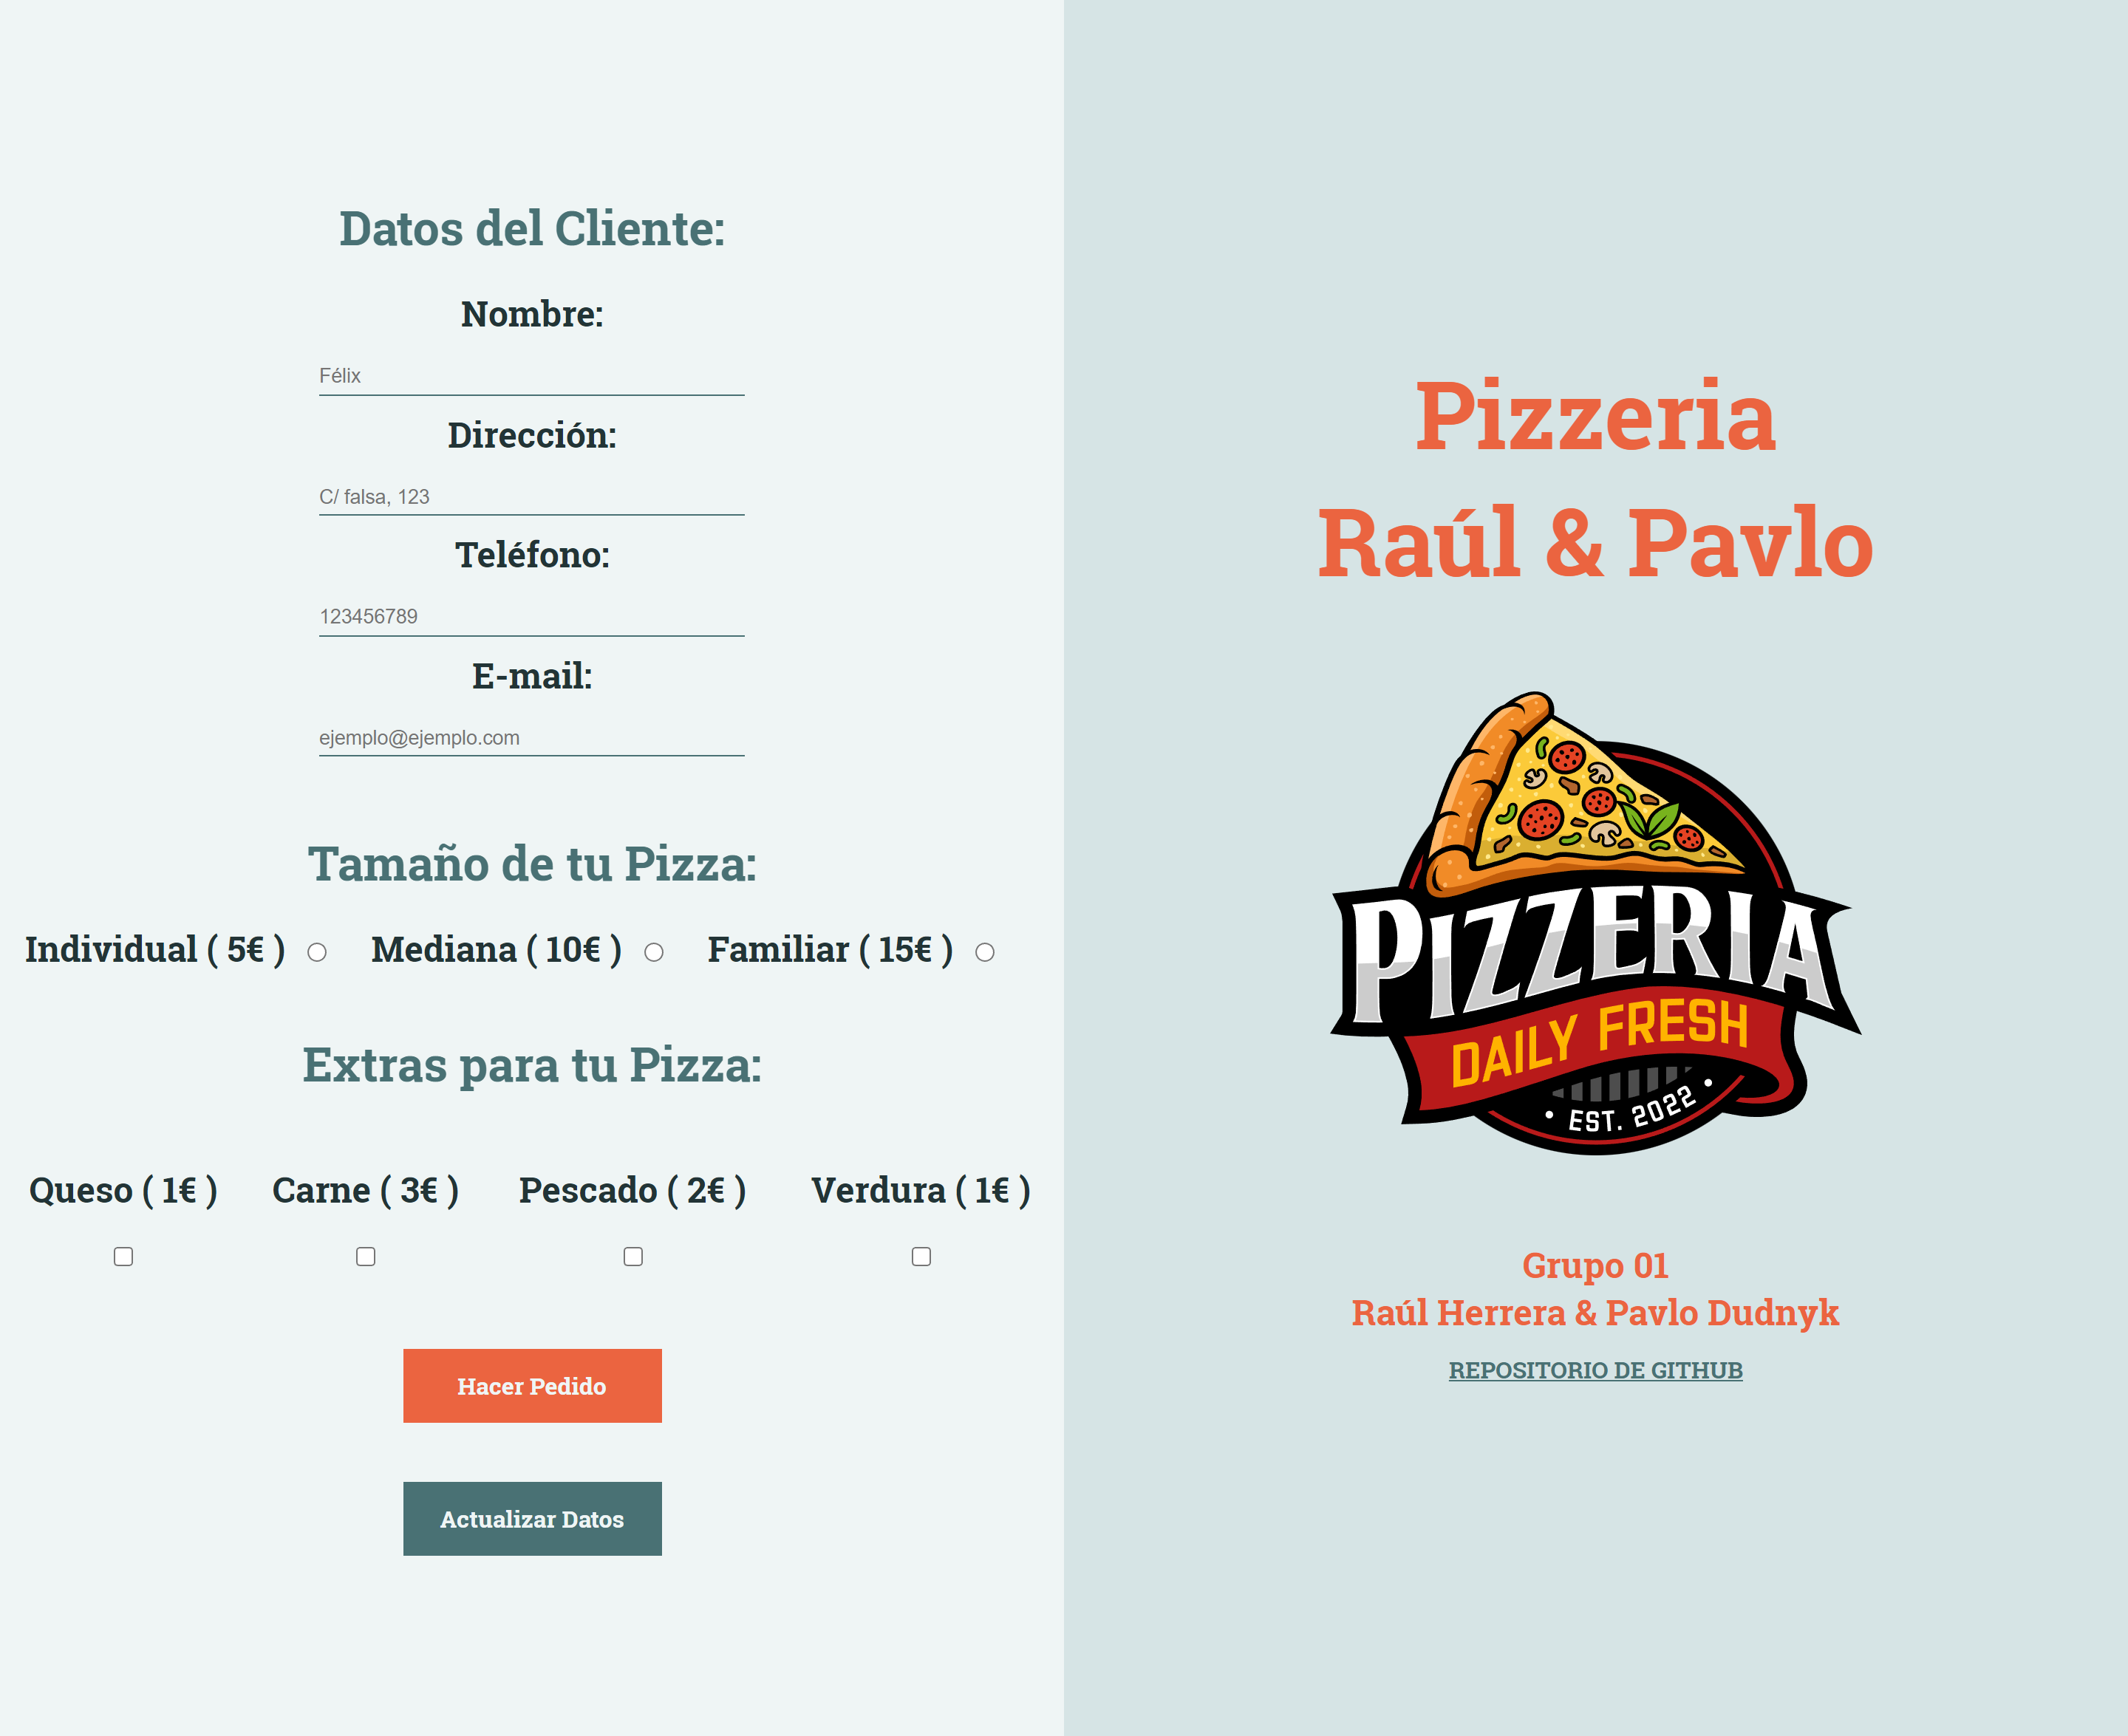 Datos del Cliente:
Nombre:
Félix
Dirección:
C/ falsa, 123
Teléfono:
123456789
E-mail:
ejemplo@ejemplo.com
Tamaño de tu Pizza:
Individual ( 5€ ) Mediana ( 10€ ) Familiar ( 15€ )
Extras para tu Pizza:
Queso ( 1€ ) Carne ( 3€ ) Pescado ( 2€ ) Verdura ( 1€ )
Hacer Pedido
Actualizar Datos
Pizzeria
Raúl & Pavlo
PIZZERIA
DAILY FRESH
• EST. 2022 •
Grupo 01
Raúl Herrera & Pavlo Dudnyk
REPOSITORIO DE GITHUB